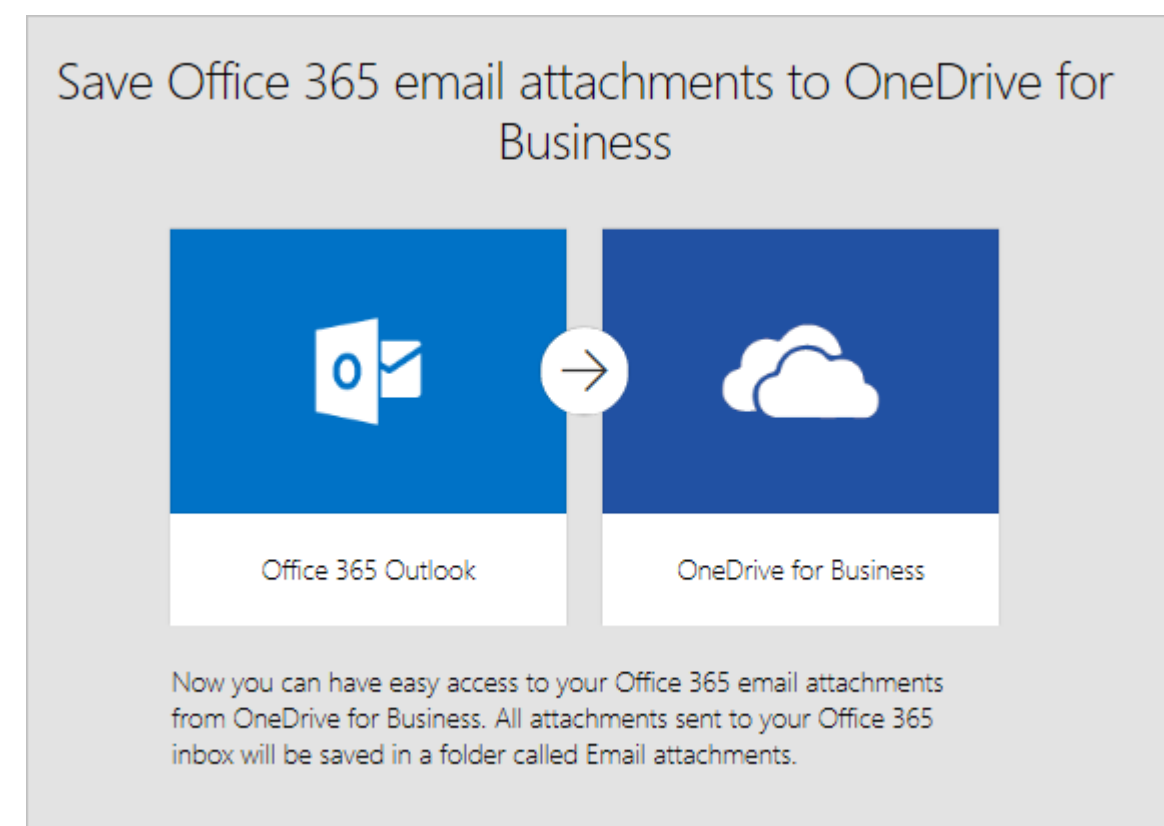 Save Office 365 email attachments to OneDrive for
Business
Office 365 Outlook
OneDrive for Business
Now you can have easy access to your Office 365 email attachments
from OneDrive for Business. All attachments sent to your Office 365
inbox will be saved in a folder called Email attachments.